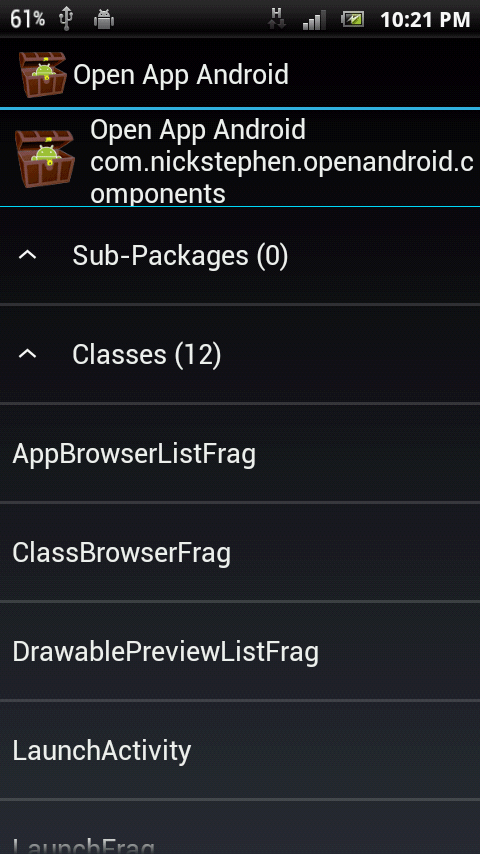 61%
H
10:21 PM
Open App Android
Open App Android
com.nickstephen.openandroid.c
omponents
Sub-Packages (0)
Classes (12)
AppBrowserListFrag
ClassBrowserFrag
DrawablePreviewListFrag
LaunchActivity
LaunchFrag